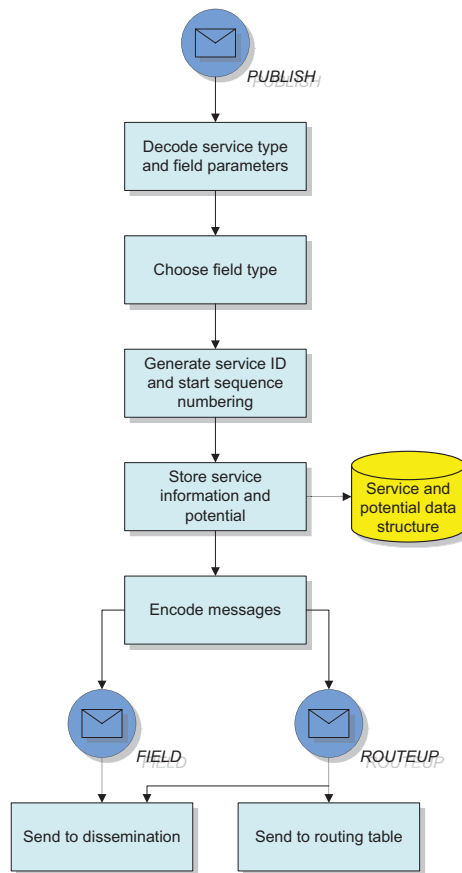 PUBLISH
Decode service type
and field parameters
Choose field type
Generate service ID
and start sequence
numbering
Store service
information and
potential
Service and
potential data
structure
Encode messages
FIELD
ROUTEUP
Send to dissemination
Send to routing table